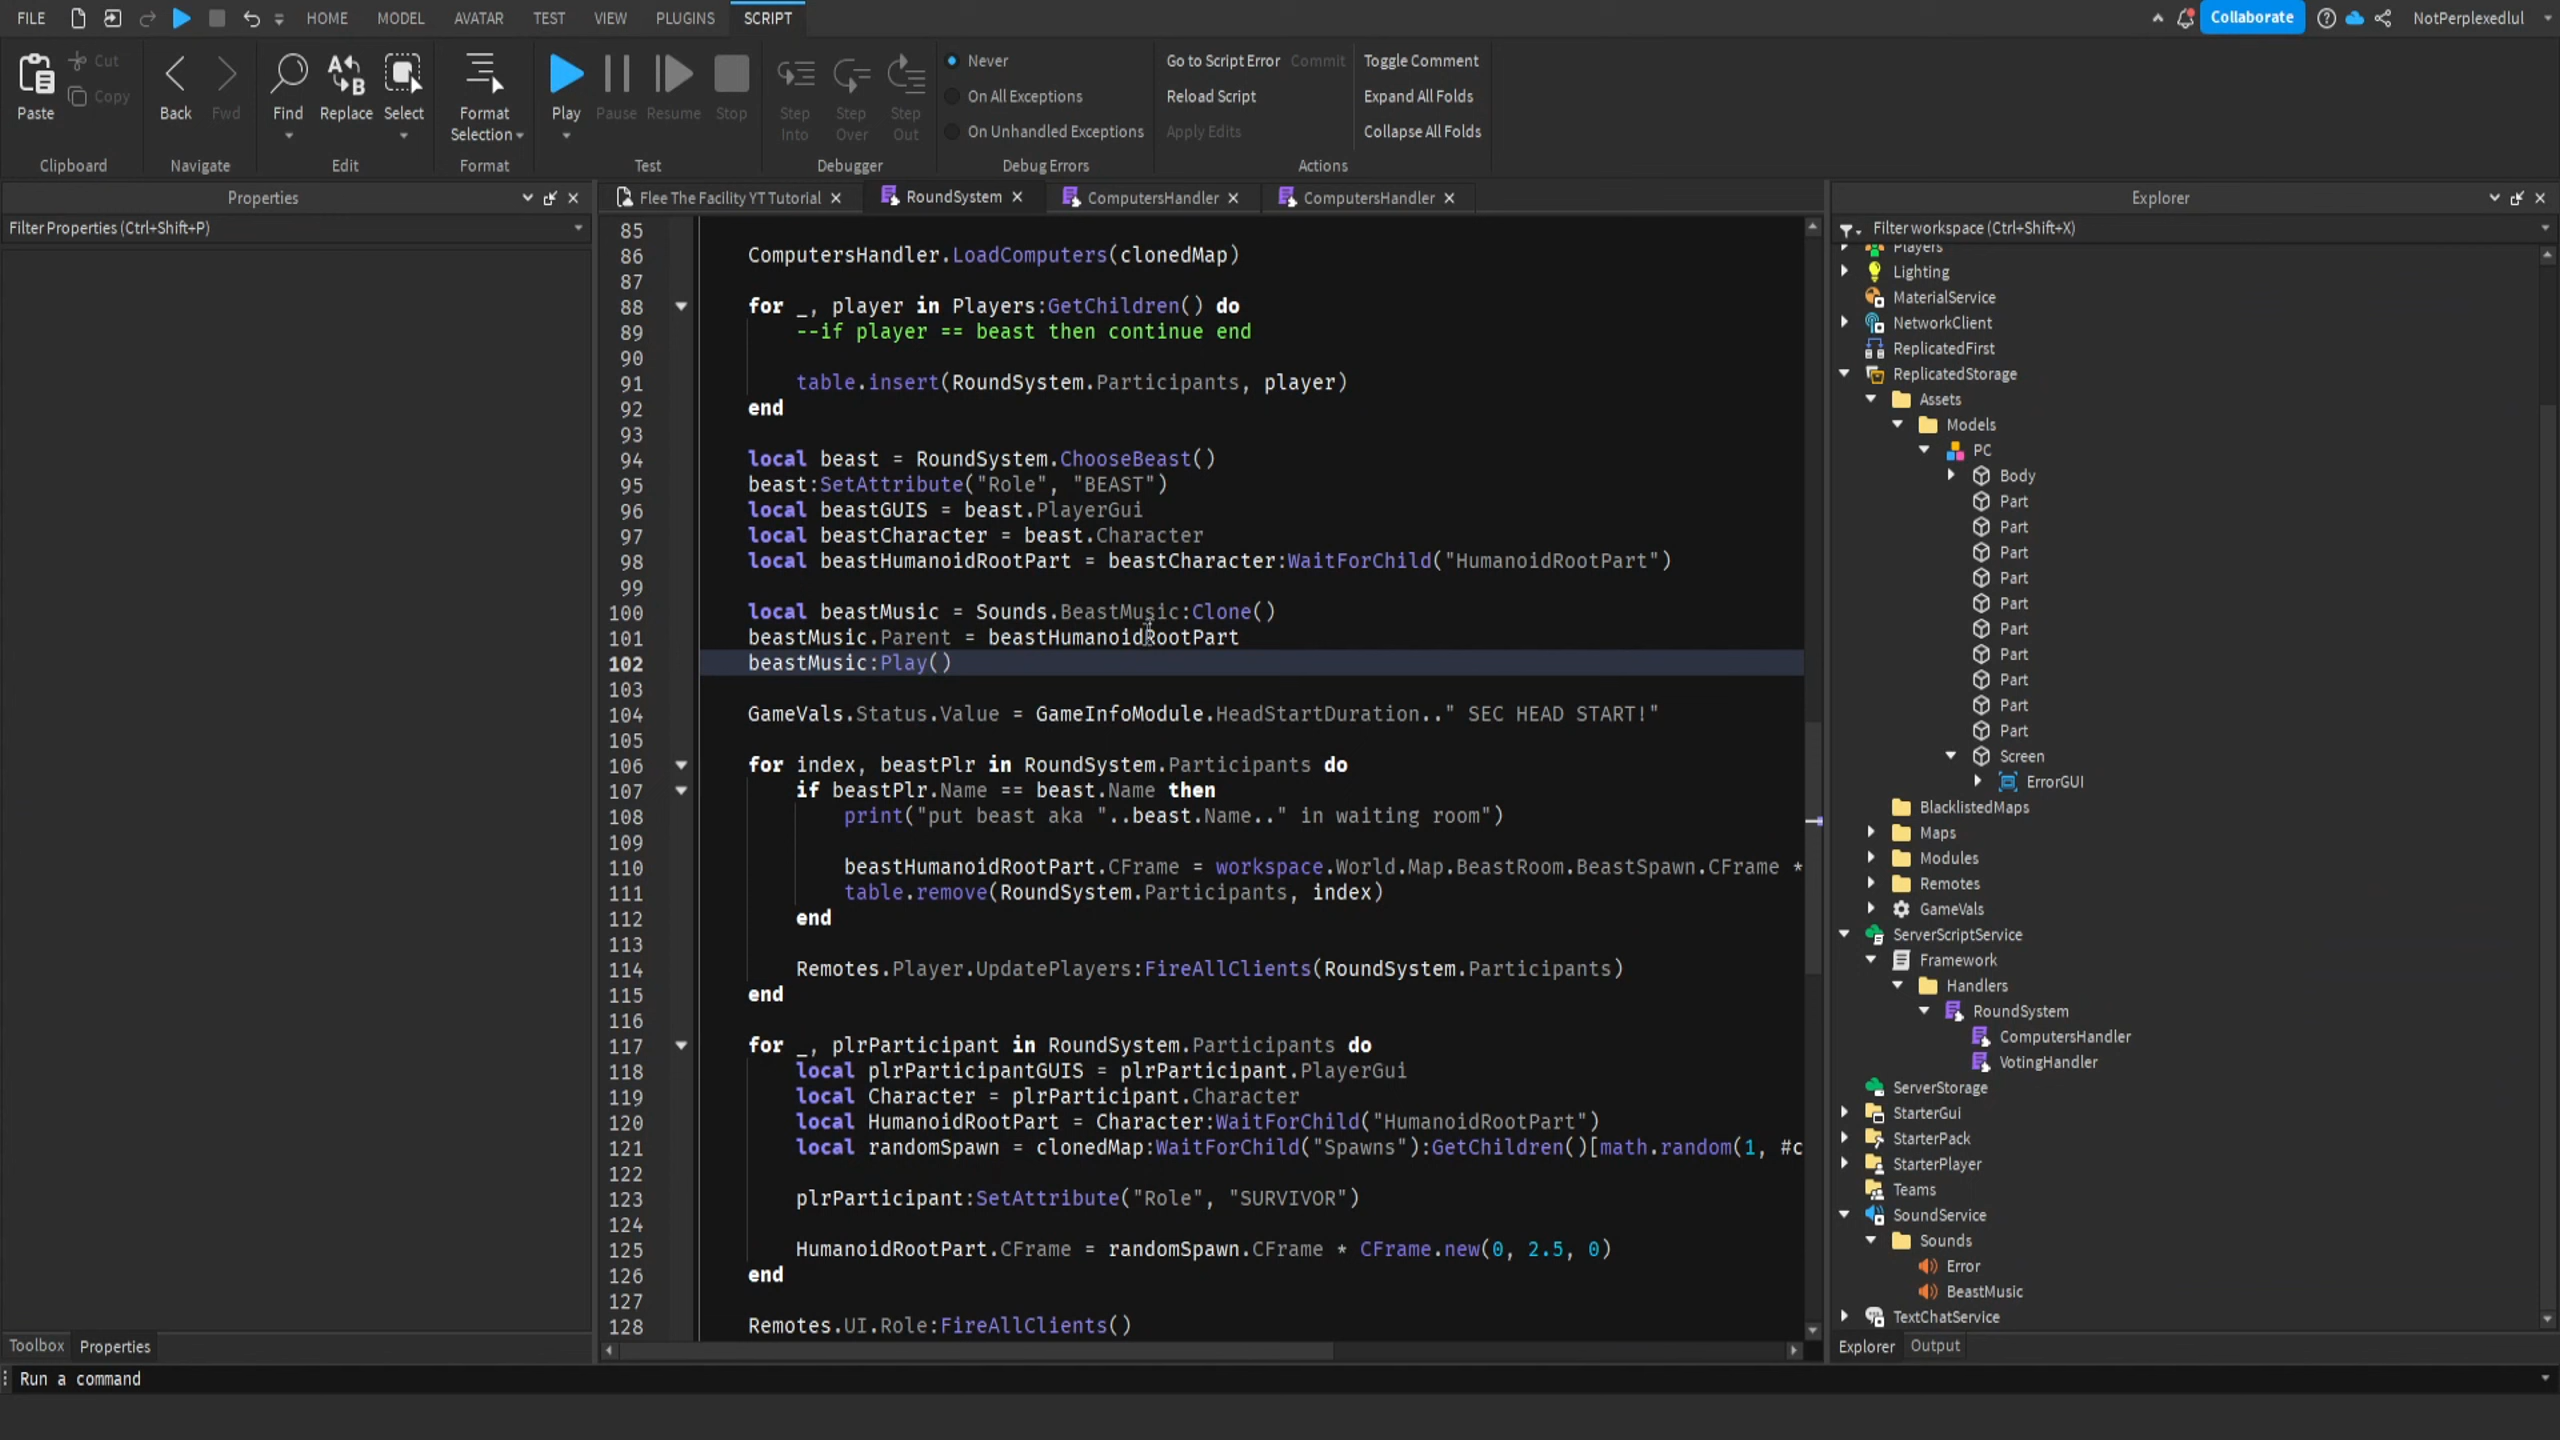 FILE
HOME
MODEL
AVATAR
TEST
VIEW
PLUGINS
SCRIPT
Collaborate
NotPerplexedlul
Paste
Cut
Copy
Clipboard
Back
Fwd
Navigate
Find
Replace
Select
Edit
Format
Selection
Format
Play
Pause
Resume
Stop
Test
Step
Into
Step
Over
Step
Out
Debugger
Never
On All Exceptions
On Unhandled Exceptions
Debug Errors
Go to Script Error
Commit
Reload Script
Apply Edits
Toggle Comment
Expand All Folds
Collapse All Folds
Actions
Properties
Filter Properties (Ctrl+Shift+P)
Flee The Facility YT Tutorial
RoundSystem
ComputersHandler
ComputersHandler
85
86 ComputersHandler.LoadComputers(clonedMap)
87
88 for _, player in Players:GetChildren() do
89 --if player == beast then continue end
90
91 table.insert(RoundSystem.Participants, player)
92 end
93
94 local beast = RoundSystem.ChooseBeast()
95 beast:SetAttribute("Role", "BEAST")
96 local beastGUIS = beast.PlayerGui
97 local beastCharacter = beast.Character
98 local beastHumanoidRootPart = beastCharacter:WaitForChild("HumanoidRootPart")
99
100 local beastMusic = Sounds.BeastMusic:Clone()
101 beastMusic.Parent = beastHumanoidRootPart
102 beastMusic:Play()
103
104 GameVals.Status.Value = GameInfoModule.HeadStartDuration.." SEC HEAD START!"
105
106 for index, beastPlr in RoundSystem.Participants do
107 if beastPlr.Name == beast.Name then
108 print("put beast aka "..beast.Name.." in waiting room")
109
110 beastHumanoidRootPart.CFrame = workspace.World.Map.BeastRoom.BeastSpawn.CFrame *
111 table.remove(RoundSystem.Participants, index)
112 end
113
114 Remotes.Player.UpdatePlayers:FireAllClients(RoundSystem.Participants)
115 end
116
117 for _, plrParticipant in RoundSystem.Participants do
118 local plrParticipantGUIS = plrParticipant.PlayerGui
119 local Character = plrParticipant.Character
120 local HumanoidRootPart = Character:WaitForChild("HumanoidRootPart")
121 local randomSpawn = clonedMap:WaitForChild("Spawns"):GetChildren()[math.random(1, #c
122
123 plrParticipant:SetAttribute("Role", "SURVIVOR")
124
125 HumanoidRootPart.CFrame = randomSpawn.CFrame * CFrame.new(0, 2.5, 0)
126 end
127
128 Remotes.UI.Role:FireAllClients()
Explorer
Filter workspace (Ctrl+Shift+X)
Players
Lighting
MaterialService
NetworkClient
ReplicatedFirst
ReplicatedStorage
Assets
Models
PC
Body
Part
Part
Part
Part
Part
Part
Part
Part
Part
Part
Screen
ErrorGUI
BlacklistedMaps
Maps
Modules
Remotes
GameVals
ServerScriptService
Framework
Handlers
RoundSystem
ComputersHandler
VotingHandler
ServerStorage
StarterGui
StarterPack
StarterPlayer
Teams
SoundService
Sounds
Error
BeastMusic
TextChatService
Toolbox
Properties
Explorer
Output
Run a command